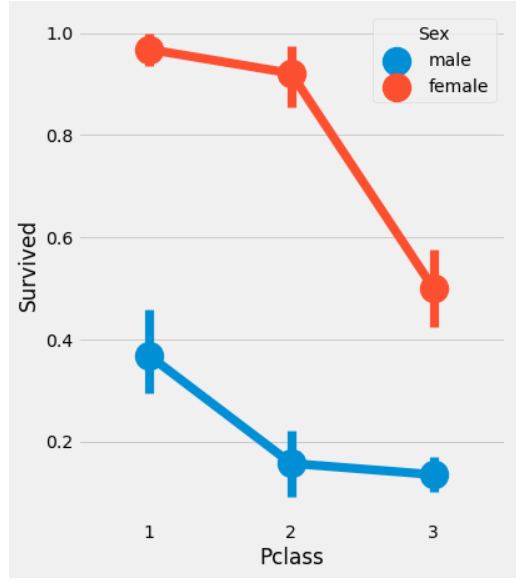 Sex
male
female
1.0
0.8
0.6
0.4
0.2
Survived
1 2 3
Pclass